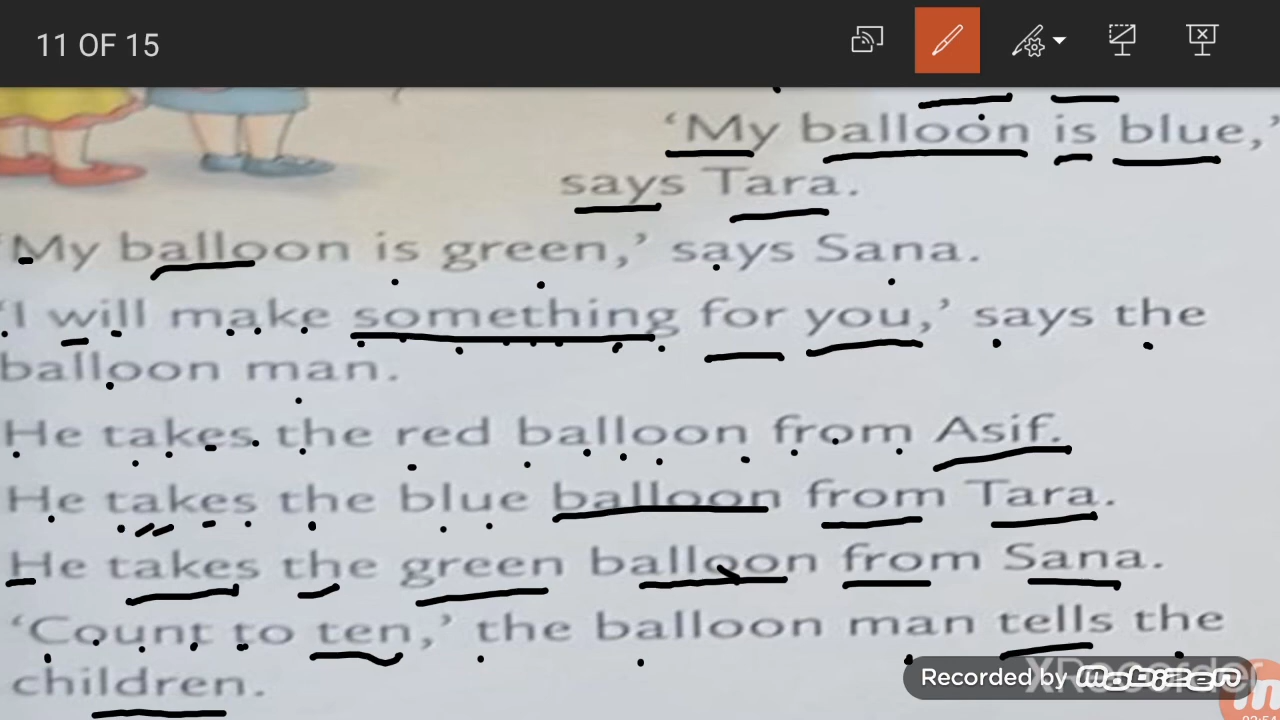 11 OF 15
‘My balloon is blue,’
says Tara.
‘My balloon is green,’ says Sana.
‘I will make something for you,’ says the
balloon man.
He takes the red balloon from Asif.
He takes the blue balloon from Tara.
He takes the green balloon from Sana.
‘Count to ten,’ the balloon man tells the
children.
XRecorder
Recorded by Mobizen
02:54